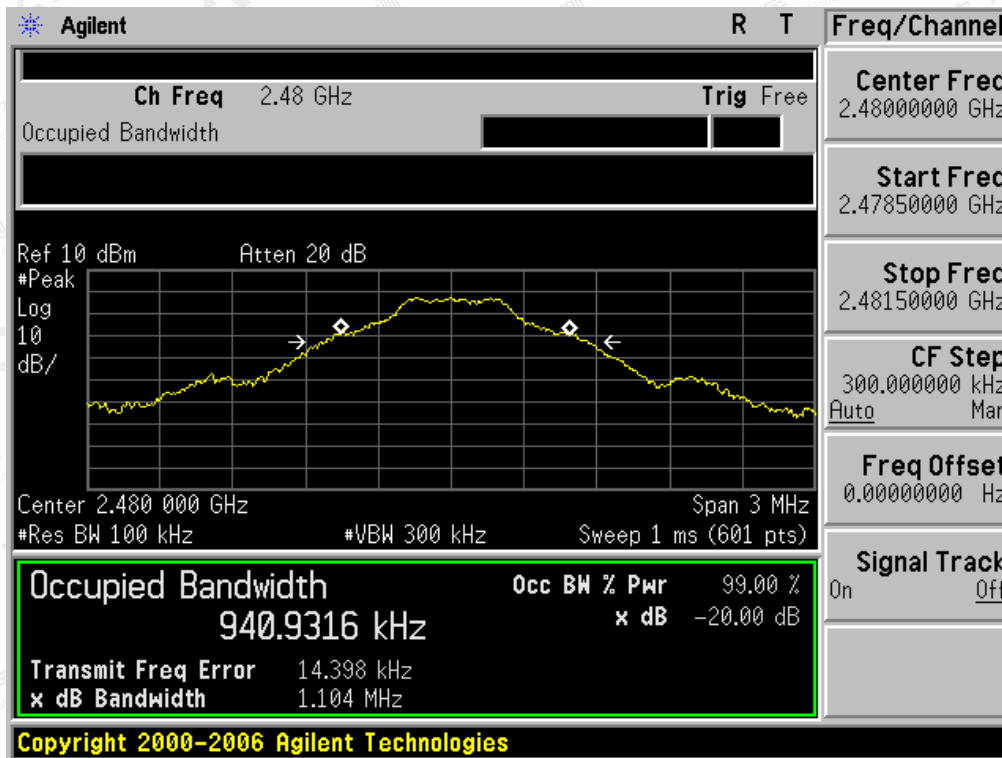 Agilent R T
Ch Freq 2.48 GHz Trig Free
Occupied Bandwidth
Ref 10 dBm Atten 20 dB
#Peak
Log
10
dB/
Center 2.480 000 GHz Span 3 MHz
#Res BW 100 kHz #VBW 300 kHz Sweep 1 ms (601 pts)
Occupied Bandwidth
940.9316 kHz
Occ BW % Pwr 99.00 %
x dB -20.00 dB
Transmit Freq Error 14.398 kHz
x dB Bandwidth 1.104 MHz
Copyright 2000-2006 Agilent Technologies
Freq/Channel
Center Freq
2.48000000 GHz
Start Freq
2.47850000 GHz
Stop Freq
2.48150000 GHz
CF Step
300.000000 kHz
Auto Man
Freq Offset
0.00000000 Hz
Signal Track
On Off